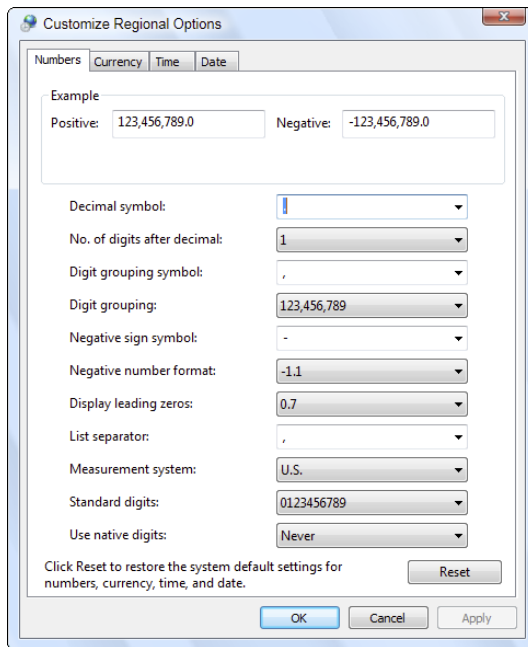 Customize Regional Options
Numbers Currency Time Date
Example
Positive: 123,456,789.0 Negative: -123,456,789.0
Decimal symbol: .
No. of digits after decimal: 1
Digit grouping symbol: ,
Digit grouping: 123,456,789
Negative sign symbol: -
Negative number format: -1.1
Display leading zeros: 0.7
List separator: ,
Measurement system: U.S.
Standard digits: 0123456789
Use native digits: Never
Click Reset to restore the system default settings for
numbers, currency, time, and date.
Reset
OK Cancel Apply